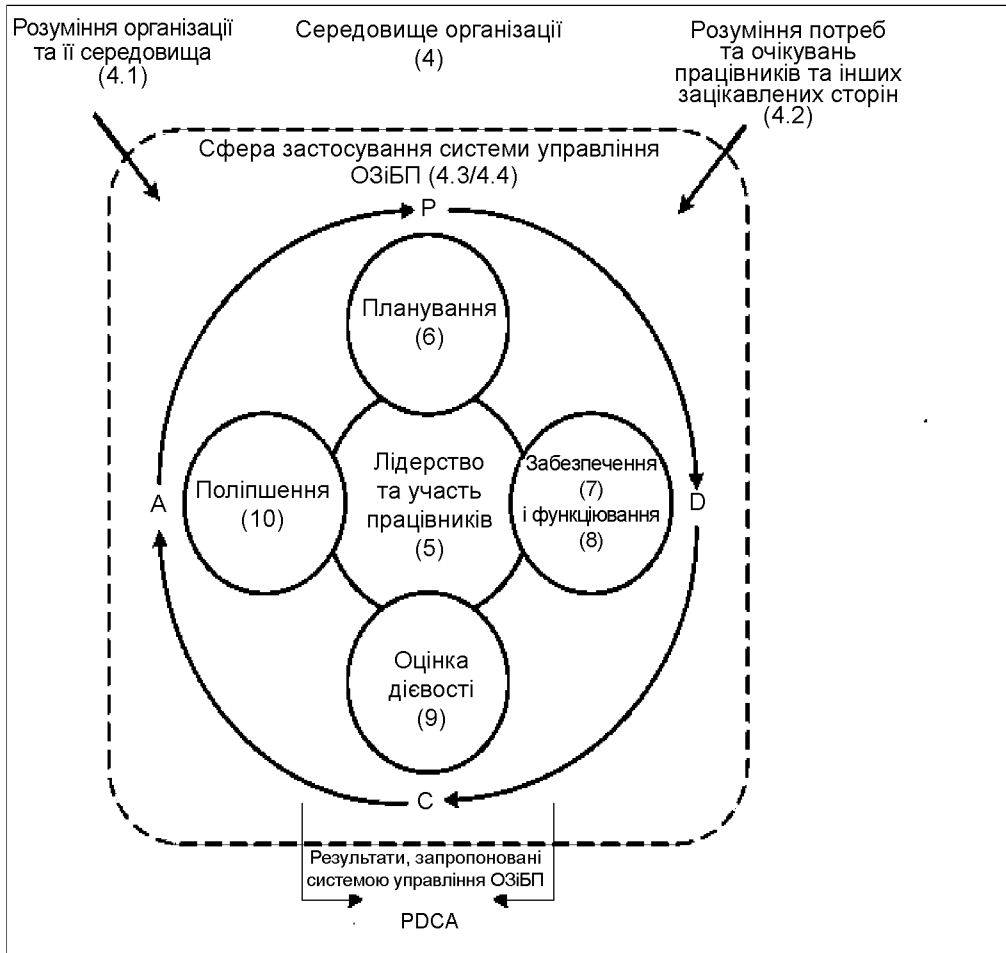 Розуміння організації
та її середовища
(4.1)
Середовище організації
(4)
Розуміння потреб
та очікувань
працівників та інших
зацікавлених сторін
(4.2)
Сфера застосування системи управління
ОЗіБП (4.3/4.4)
P
Планування
(6)
A
Поліпшення
(10)
Лідерство
та участь
працівників
(5)
Забезпечення
(7)
і функціювання
(8)
D
Оцінка
дієвості
(9)
C
Результати, запропоновані
системою управління ОЗіБП
PDCA